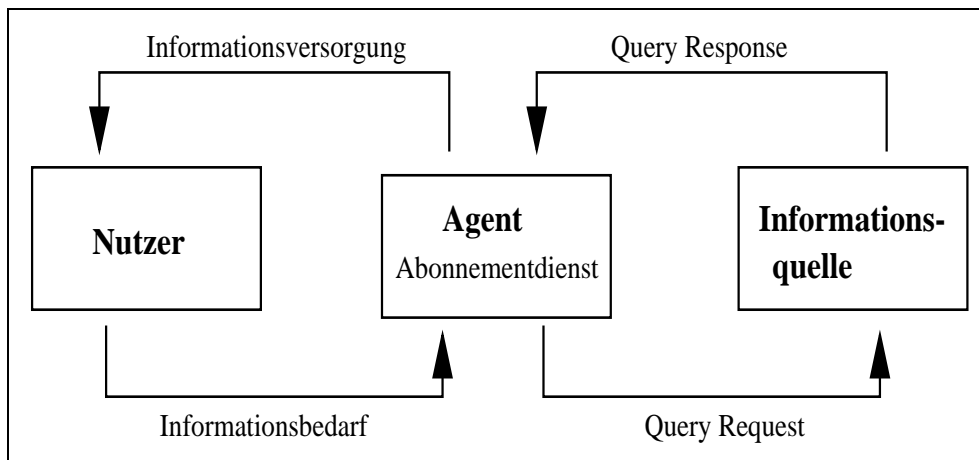 Informationsversorgung
Query Response
Nutzer
Agent
Abonnementdienst
Informations-
quelle
Informationsbedarf
Query Request